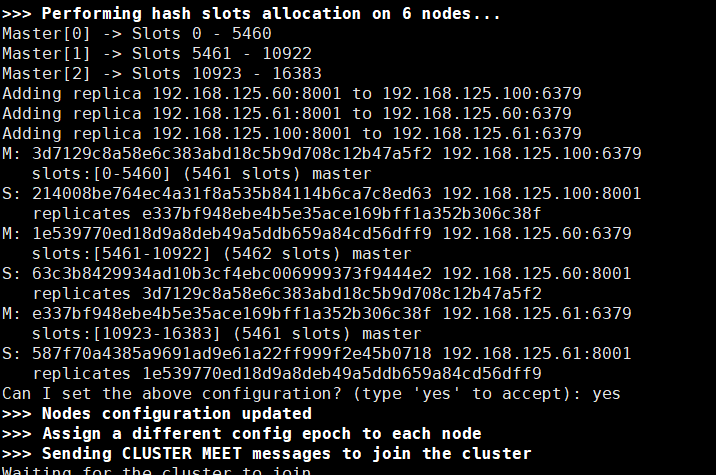 >>> Performing hash slots allocation on 6 nodes...
Master[0] -> Slots 0 - 5460
Master[1] -> Slots 5461 - 10922
Master[2] -> Slots 10923 - 16383
Adding replica 192.168.125.60:8001 to 192.168.125.100:6379
Adding replica 192.168.125.61:8001 to 192.168.125.60:6379
Adding replica 192.168.125.100:8001 to 192.168.125.61:6379
M: 3d7129c8a58e6c383abd18c5b9d708c12b47a5f2 192.168.125.100:6379
   slots:[0-5460] (5461 slots) master
S: 214008be764ec4a31f8a535b84114b6ca7c8ed63 192.168.125.100:8001
   replicates e337bf948ebe4b5e35ace169bff1a352b306c38f
M: 1e539770ed18d9a8deb49a5ddb659a84cd56dff9 192.168.125.60:6379
   slots:[5461-10922] (5462 slots) master
S: 63c3b8429934ad10b3cf4ebc006999373f9444e2 192.168.125.60:8001
   replicates 3d7129c8a58e6c383abd18c5b9d708c12b47a5f2
M: e337bf948ebe4b5e35ace169bff1a352b306c38f 192.168.125.61:6379
   slots:[10923-16383] (5461 slots) master
S: 587f70a4385a9691ad9e61a22ff999f2e45b0718 192.168.125.61:8001
   replicates 1e539770ed18d9a8deb49a5ddb659a84cd56dff9
Can I set the above configuration? (type 'yes' to accept): yes
>>> Nodes configuration updated
>>> Assign a different config epoch to each node
>>> Sending CLUSTER MEET messages to join the cluster
Waiting for the cluster to join